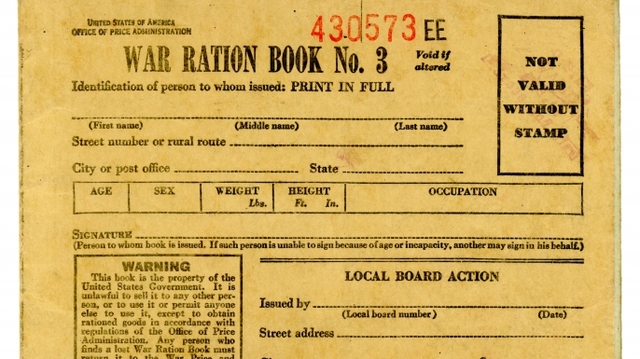 UNITED STATES OF AMERICA
OFFICE OF PRICE ADMINISTRATION
430573 EE
WAR RATION BOOK No. 3
Void if
altered
Identification of person to whom issued: PRINT IN FULL
(First name) (Middle name) (Last name)
Street number or rural route
City or post office State
AGE SEX WEIGHT HEIGHT OCCUPATION
Lbs. Ft. In.
SIGNATURE
(Person to whom book is issued. If such person is unable to sign because of age or incapacity, another may sign in his behalf.)
NOT
VALID
WITHOUT
STAMP
WARNING
This book is the property of the
United States Government. It is
unlawful to sell it to any other per-
son, or to use it or permit anyone
else to use it, except to obtain
rationed goods in accordance with
regulations of the Office of Price
Administration. Any person who
finds a lost War Ration Book must
return it to the War Price and
LOCAL BOARD ACTION
Issued by
(Local board number) (Date)
Street address